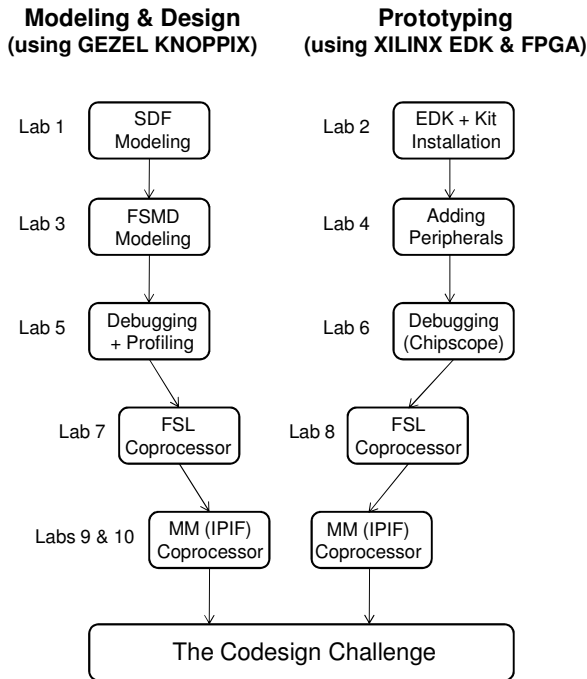 Modeling & Design
(using GEZEL KNOPPIX)
Prototyping
(using XILINX EDK & FPGA)
Lab 1
SDF
Modeling
Lab 2
EDK + Kit
Installation
Lab 3
FSMD
Modeling
Lab 4
Adding
Peripherals
Lab 5
Debugging
+ Profiling
Lab 6
Debugging
(Chipscope)
Lab 7
FSL
Coprocessor
Lab 8
FSL
Coprocessor
Labs 9 & 10
MM (IPIF)
Coprocessor
MM (IPIF)
Coprocessor
The Codesign Challenge